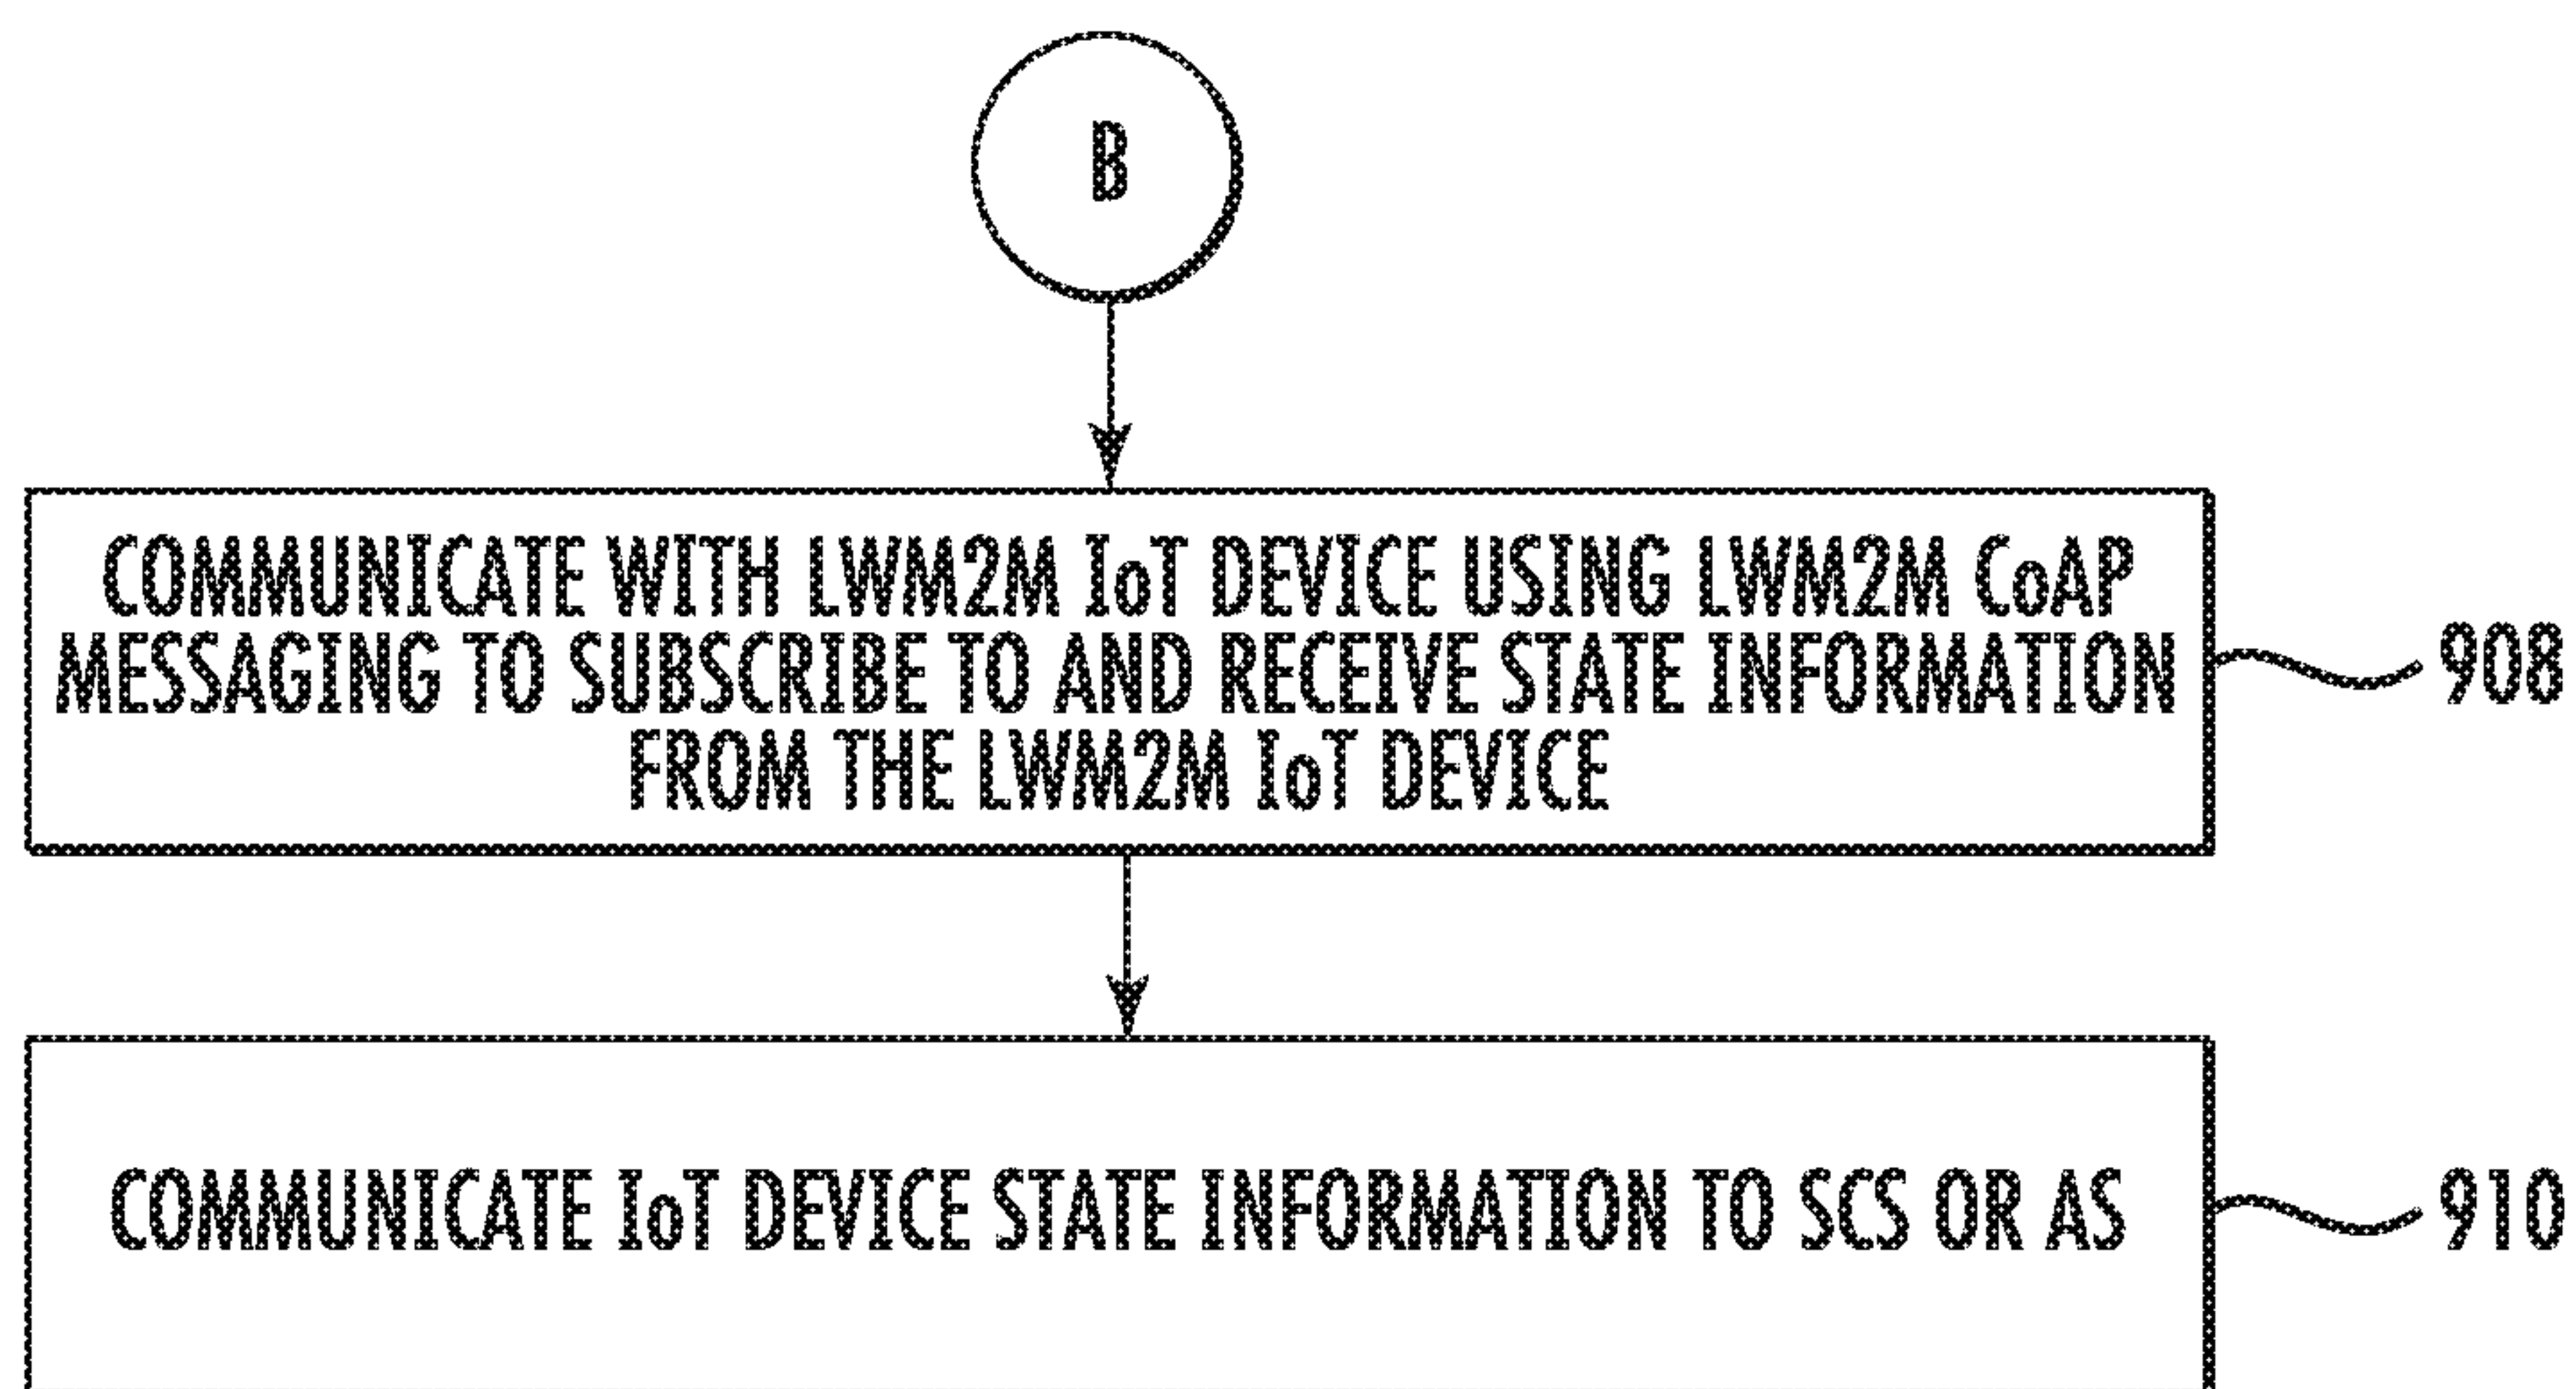 B
COMMUNICATE WITH LWM2M IoT DEVICE USING LWM2M CoAP
MESSAGING TO SUBSCRIBE TO AND RECEIVE STATE INFORMATION
FROM THE LWM2M IoT DEVICE
908
COMMUNICATE IoT DEVICE STATE INFORMATION TO SCS OR AS
910